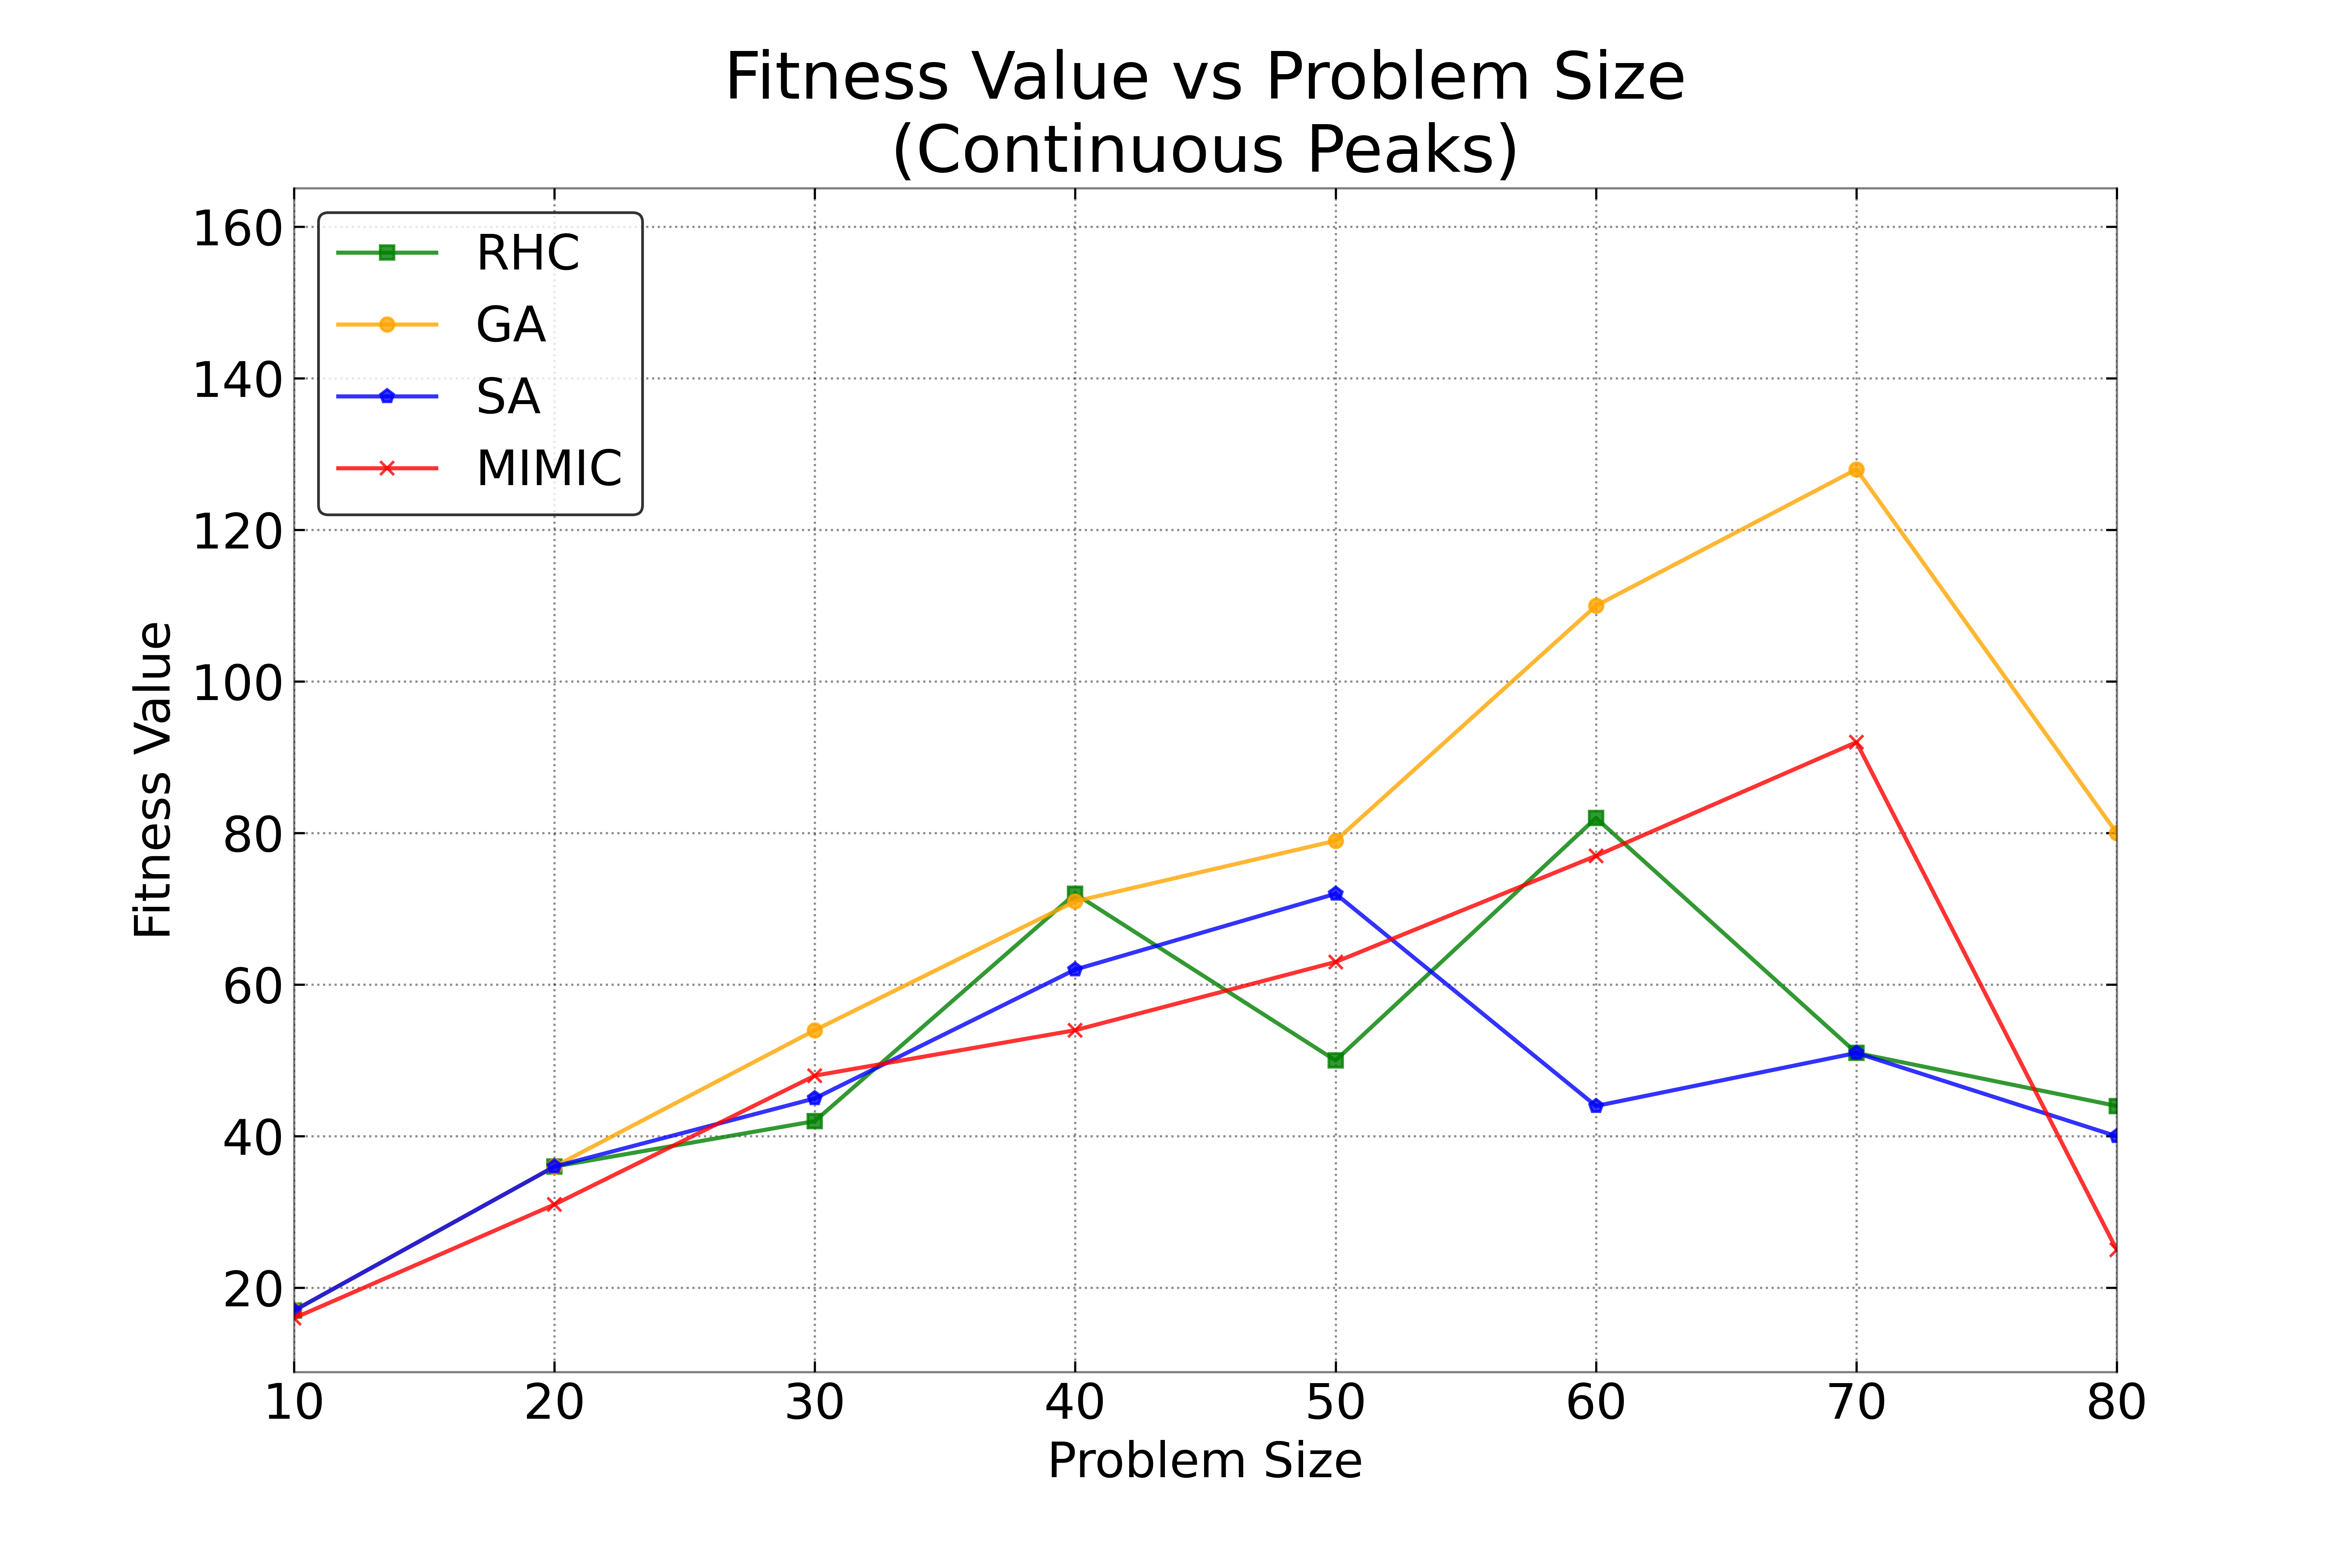 Fitness Value vs Problem Size
(Continuous Peaks)
RHC
GA
SA
MIMIC
Fitness Value
160
140
120
100
80
60
40
20
10 20 30 40 50 60 70 80
Problem Size